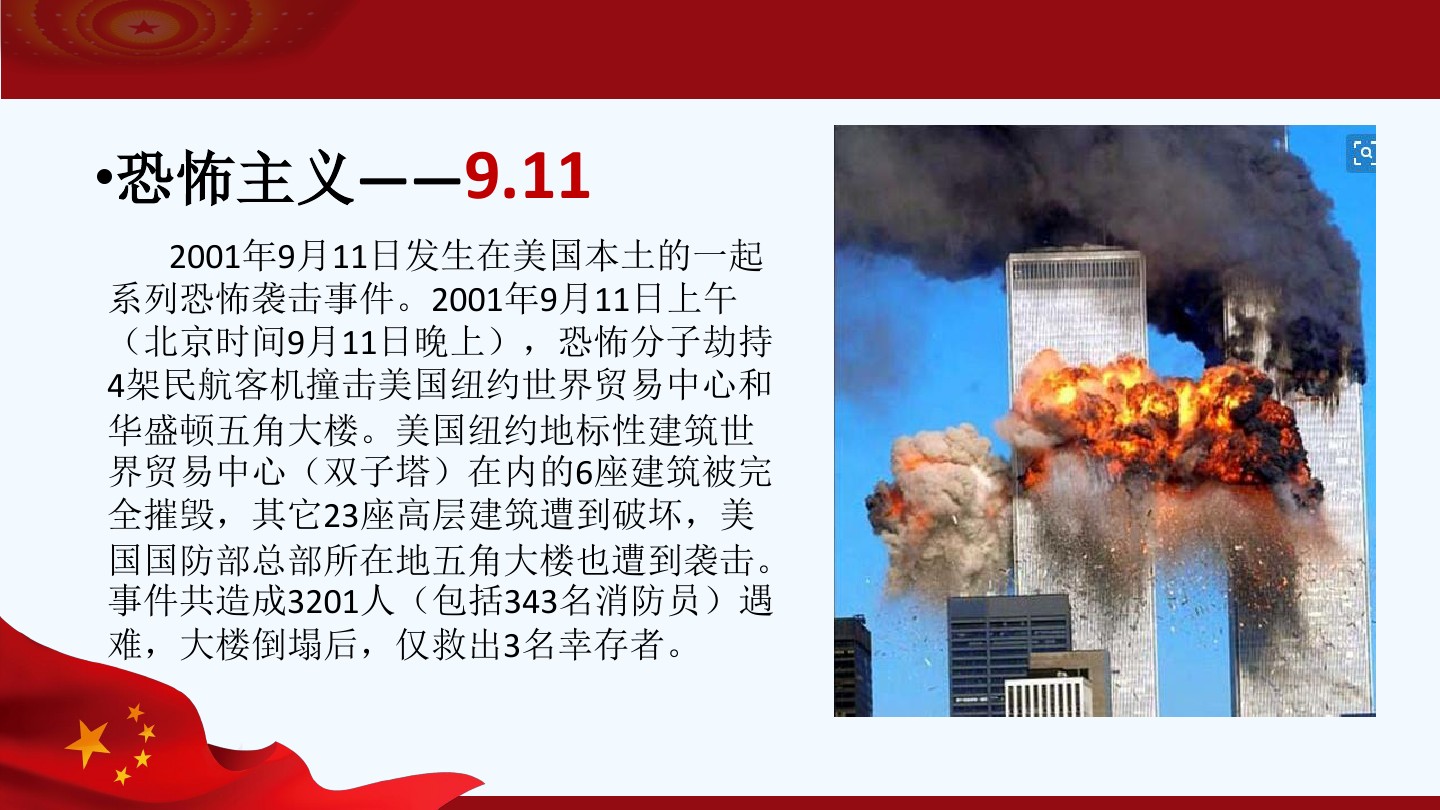 •恐怖主义——9.11
2001年9月11日发生在美国本土的一起
系列恐怖袭击事件。2001年9月11日上午
（北京时间9月11日晚上），恐怖分子劫持
4架民航客机撞击美国纽约世界贸易中心和
华盛顿五角大楼。美国纽约地标性建筑世
界贸易中心（双子塔）在内的6座建筑被完
全摧毁，其它23座高层建筑遭到破坏，美
国国防部总部所在地五角大楼也遭到袭击。
事件共造成3201人（包括343名消防员）遇
难，大楼倒塌后，仅救出3名幸存者。